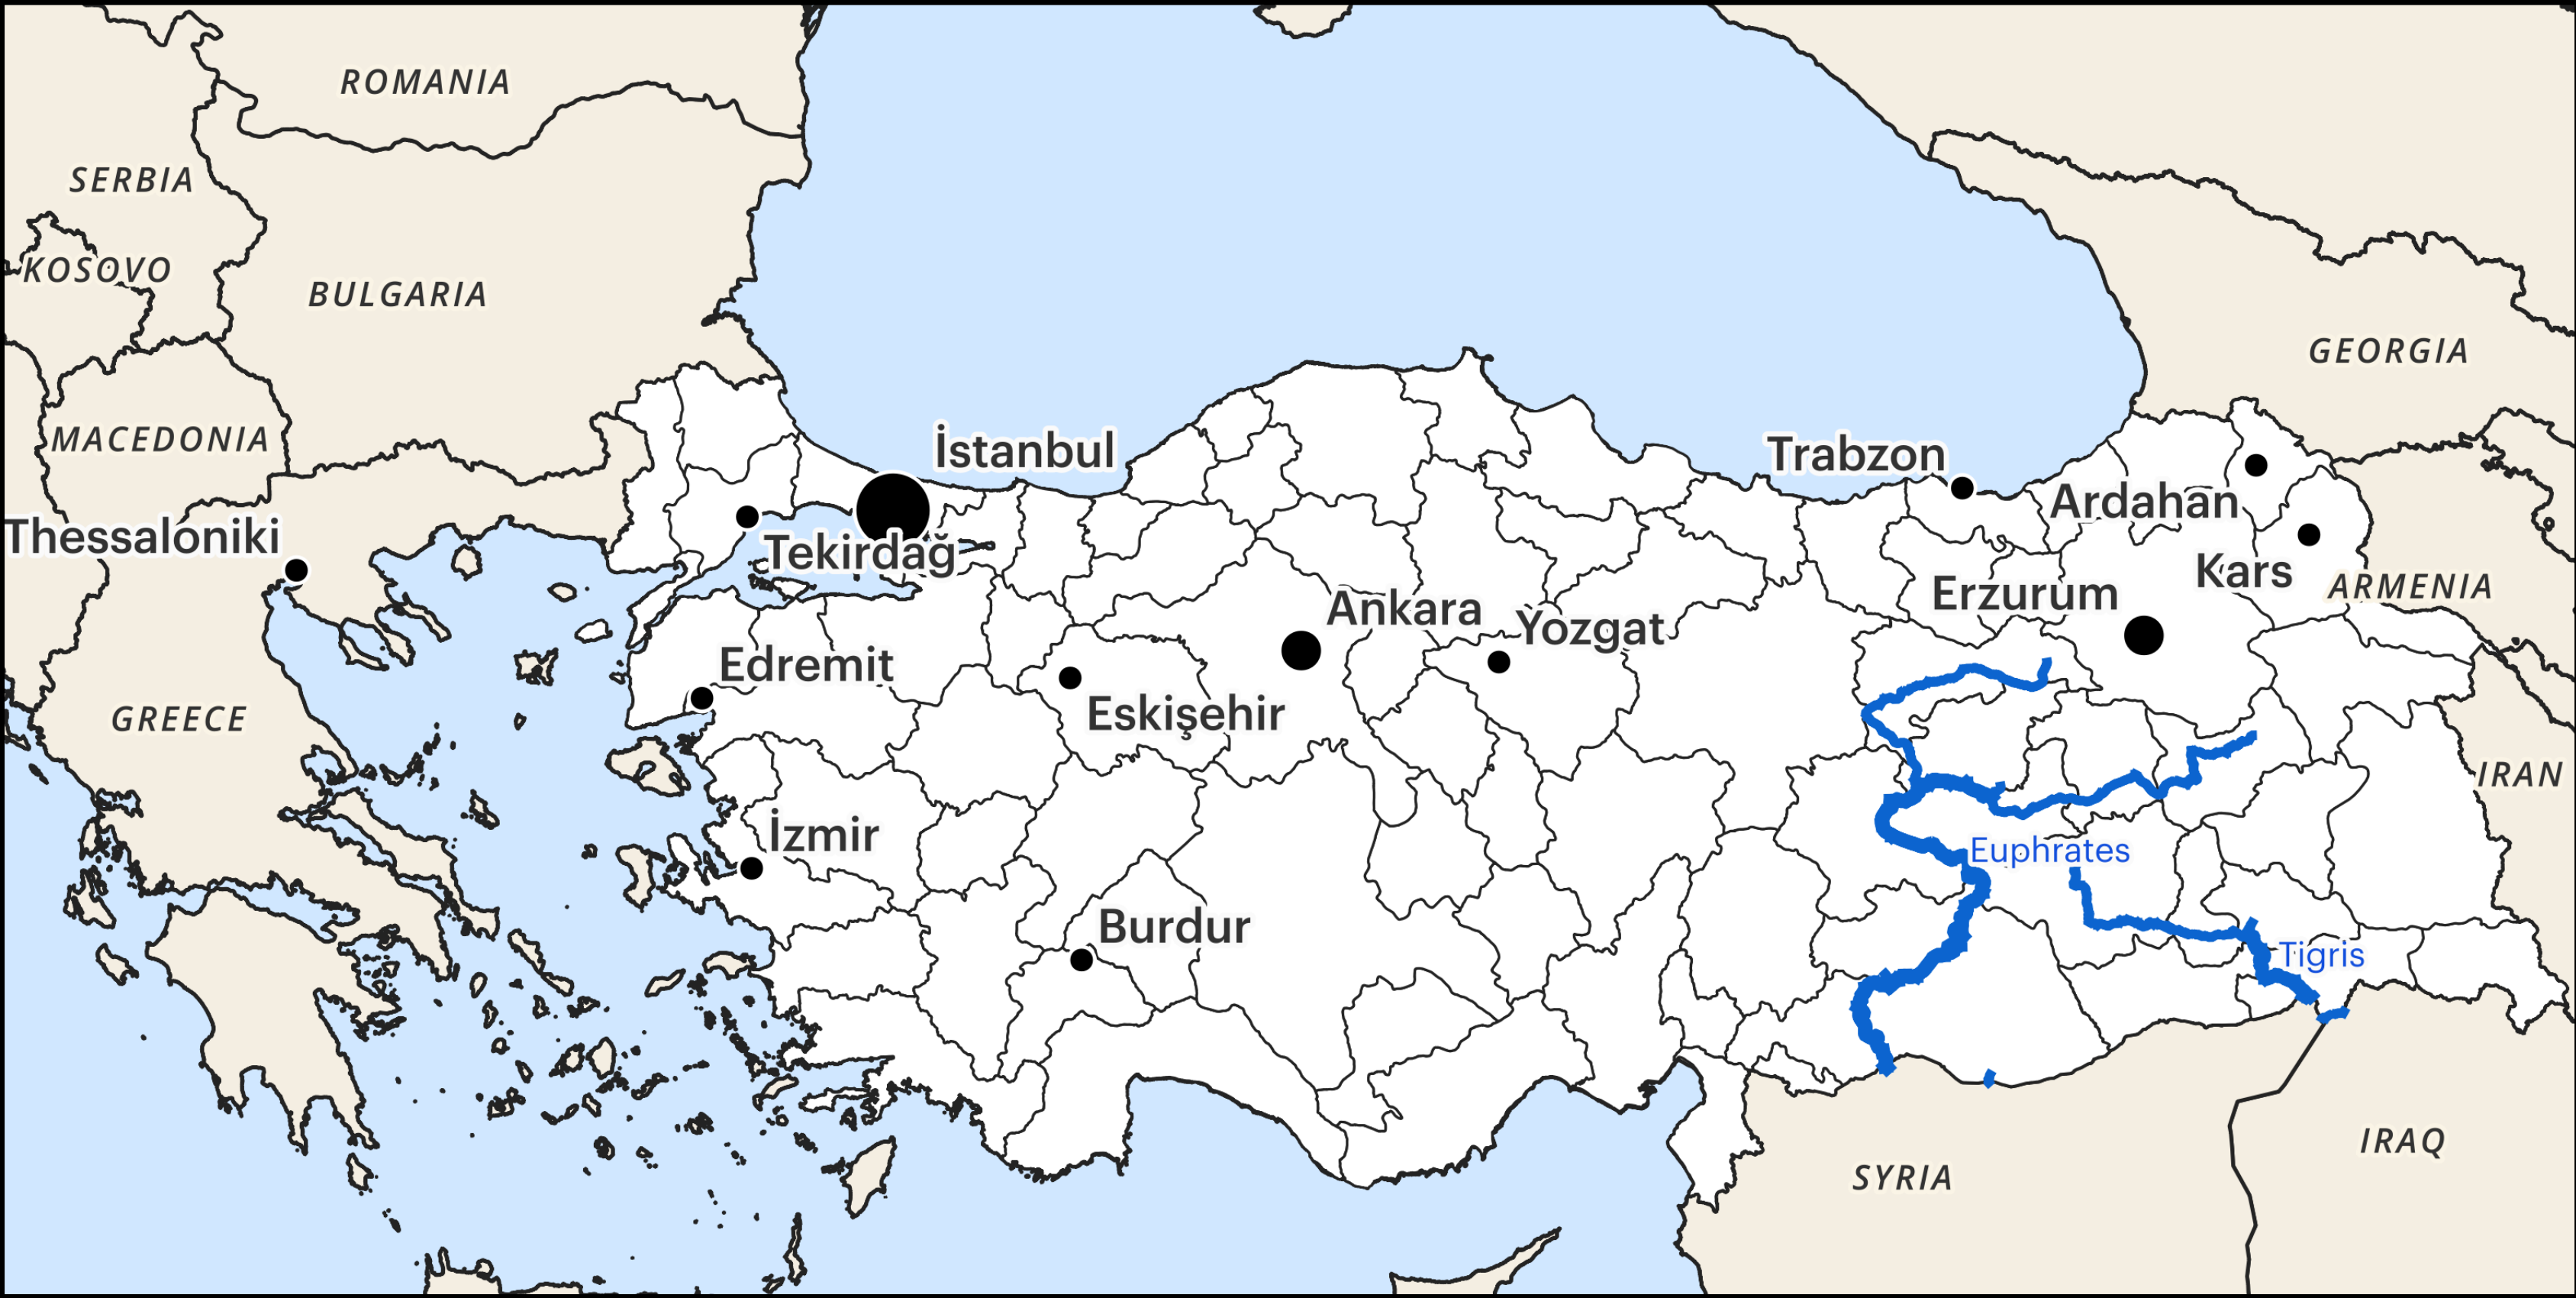 ROMANIA
SERBIA
KOSOVO
BULGARIA
GEORGIA
MACEDONIA
İstanbul
Trabzon
Ardahan
Thessaloniki
Tekirdağ
Kars
ARMENIA
Erzurum
Ankara
Yozgat
Edremit
Eskişehir
GREECE
IRAN
İzmir
Euphrates
Burdur
Tigris
IRAQ
SYRIA